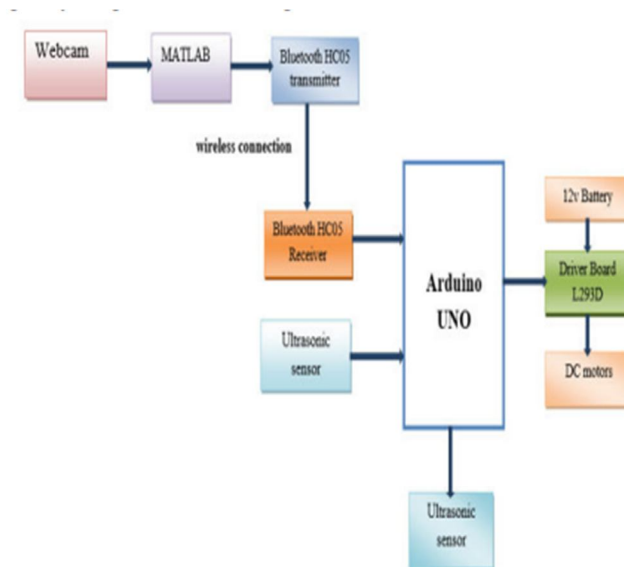 Webcam
MATLAB
Bluetooth HC05
transmitter
wireless connection
Bluetooth HC05
Receiver
Ultrasonic
sensor
Arduino
UNO
12v Battery
Driver Board
L293D
DC motors
Ultrasonic
sensor